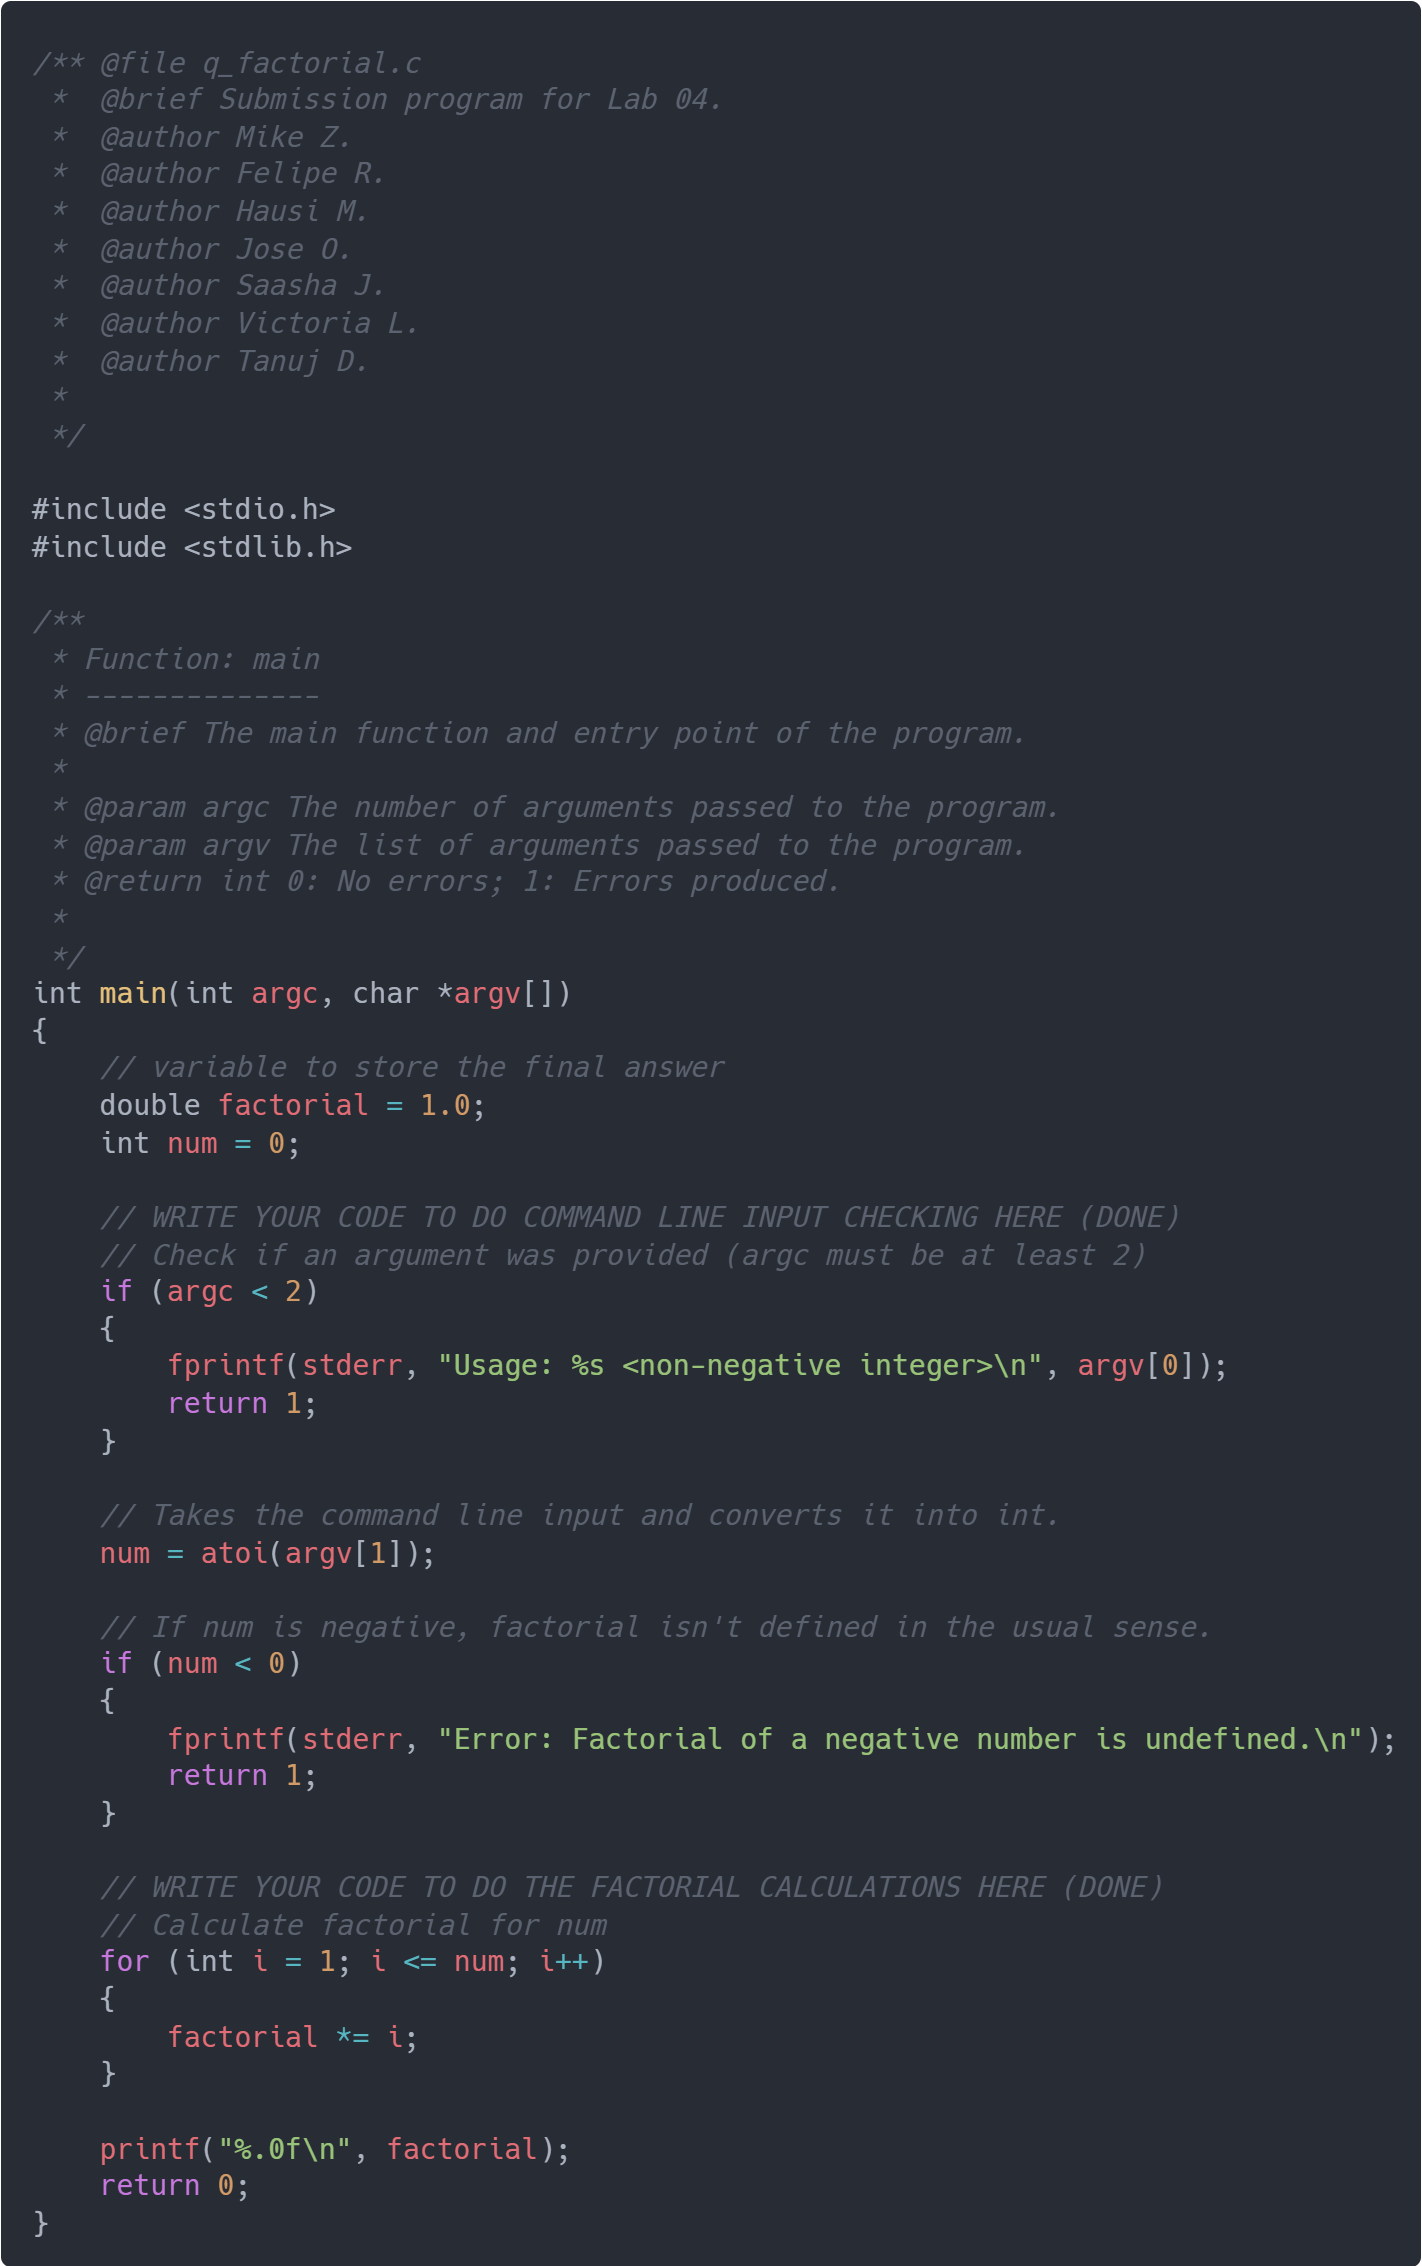 /** @file q_factorial.c
 *  @brief Submission program for Lab 04.
 *  @author Mike Z.
 *  @author Felipe R.
 *  @author Hausi M.
 *  @author Jose O.
 *  @author Saasha J.
 *  @author Victoria L.
 *  @author Tanuj D.
 *
 */

#include <stdio.h>
#include <stdlib.h>

/**
 * Function: main
 * --------------
 * @brief The main function and entry point of the program.
 *
 * @param argc The number of arguments passed to the program.
 * @param argv The list of arguments passed to the program.
 * @return int 0: No errors; 1: Errors produced.
 *
 */
int main(int argc, char *argv[])
{
    // variable to store the final answer
    double factorial = 1.0;
    int num = 0;

    // WRITE YOUR CODE TO DO COMMAND LINE INPUT CHECKING HERE (DONE)
    // Check if an argument was provided (argc must be at least 2)
    if (argc < 2)
    {
        fprintf(stderr, "Usage: %s <non-negative integer>\n", argv[0]);
        return 1;
    }

    // Takes the command line input and converts it into int.
    num = atoi(argv[1]);

    // If num is negative, factorial isn't defined in the usual sense.
    if (num < 0)
    {
        fprintf(stderr, "Error: Factorial of a negative number is undefined.\n");
        return 1;
    }

    // WRITE YOUR CODE TO DO THE FACTORIAL CALCULATIONS HERE (DONE)
    // Calculate factorial for num
    for (int i = 1; i <= num; i++)
    {
        factorial *= i;
    }

    printf("%.0f\n", factorial);
    return 0;
}